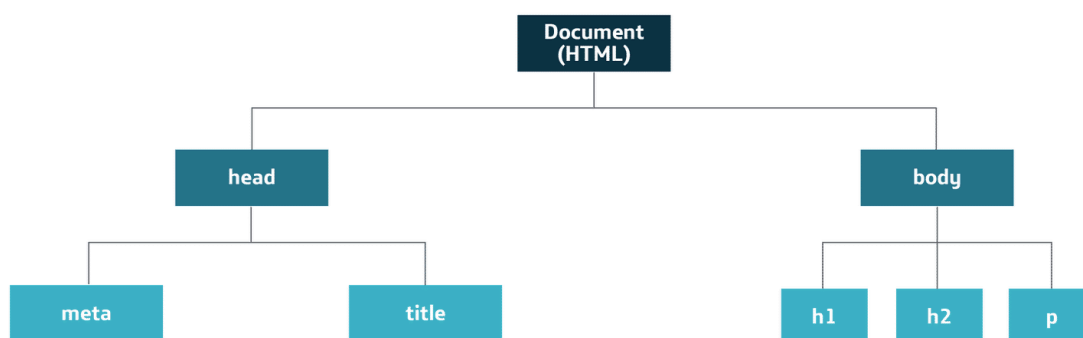 Document
(HTML)
head
body
meta
title
h1
h2
p